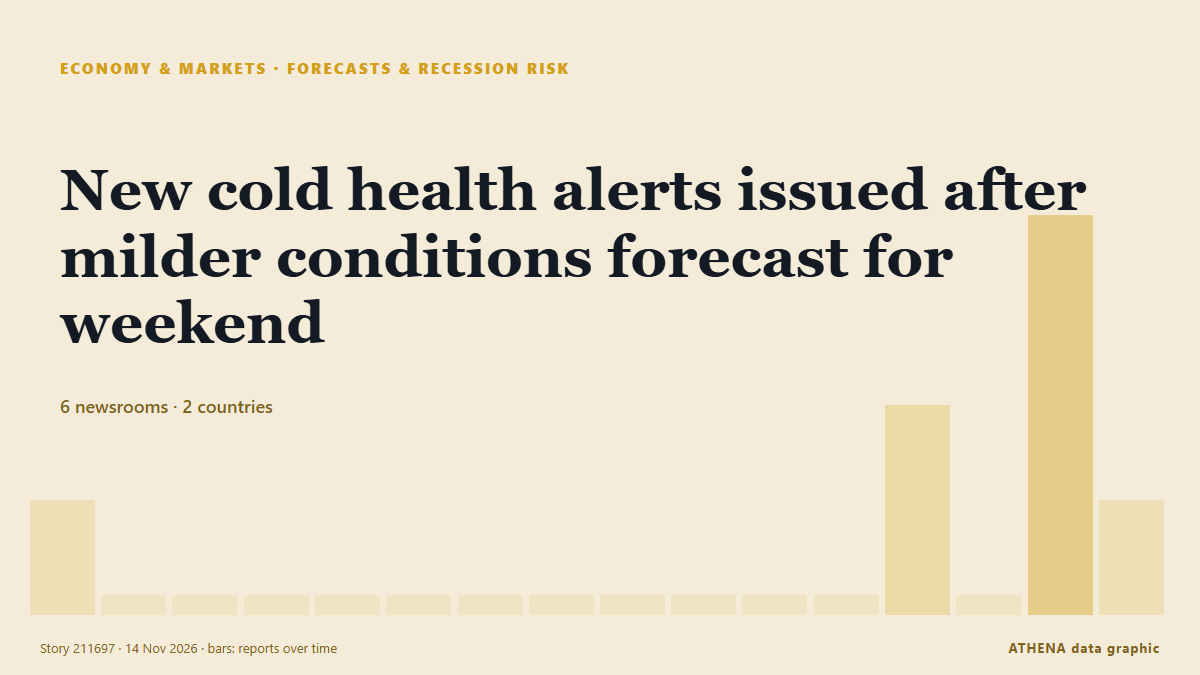 ECONOMY & MARKETS · FORECASTS & RECESSION RISK
New cold health alerts issued after
milder conditions forecast for
weekend
6 newsrooms · 2 countries
Story 211697 · 14 Nov 2026 · bars: reports over time
ATHENA data graphic